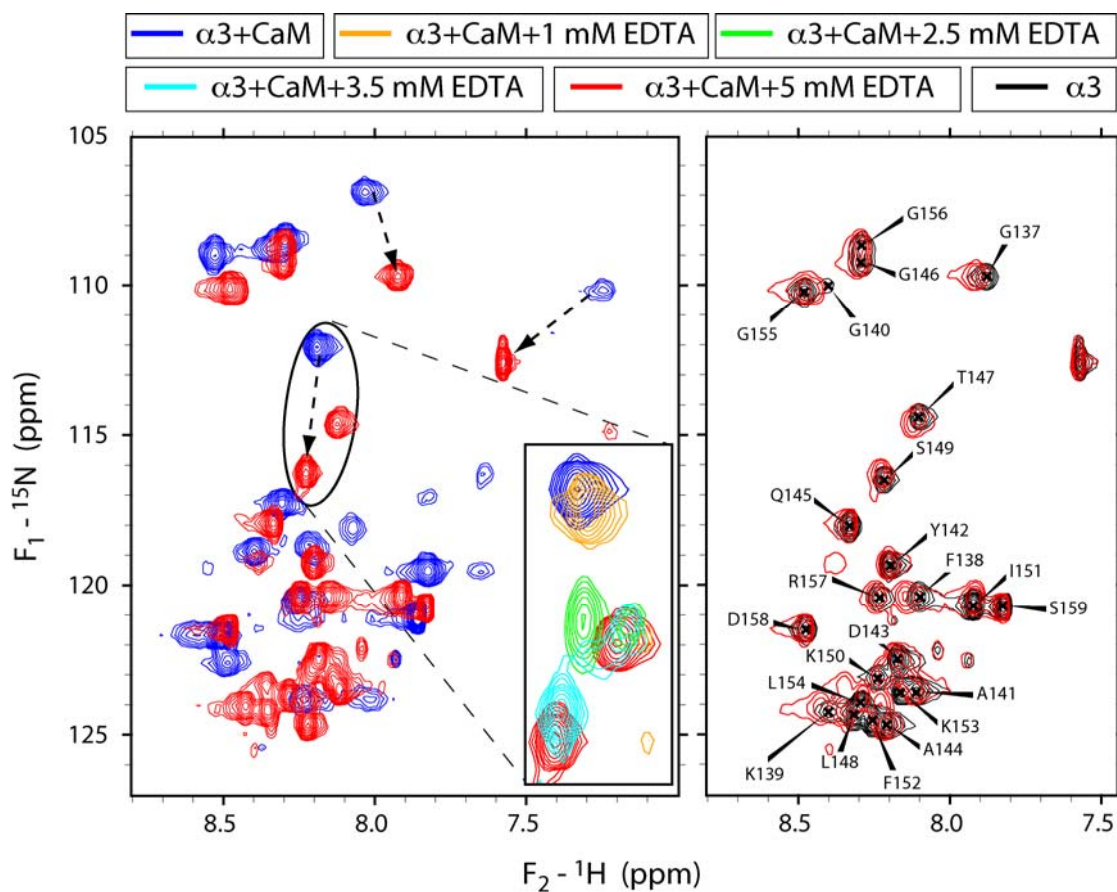 α3+CaM
α3+CaM+1 mM EDTA
α3+CaM+2.5 mM EDTA
α3+CaM+3.5 mM EDTA
α3+CaM+5 mM EDTA
α3
105
110
115
120
125
F1 - 15N (ppm)
8.5
8.0
7.5
G156
G137
G146
G155
G140
T147
S149
Q145
Y142
F138
R157
I151
S159
D158
D143
K150
L154
A141
K153
K139
L148
A144
F152
8.5
8.0
7.5
F2 - 1H (ppm)